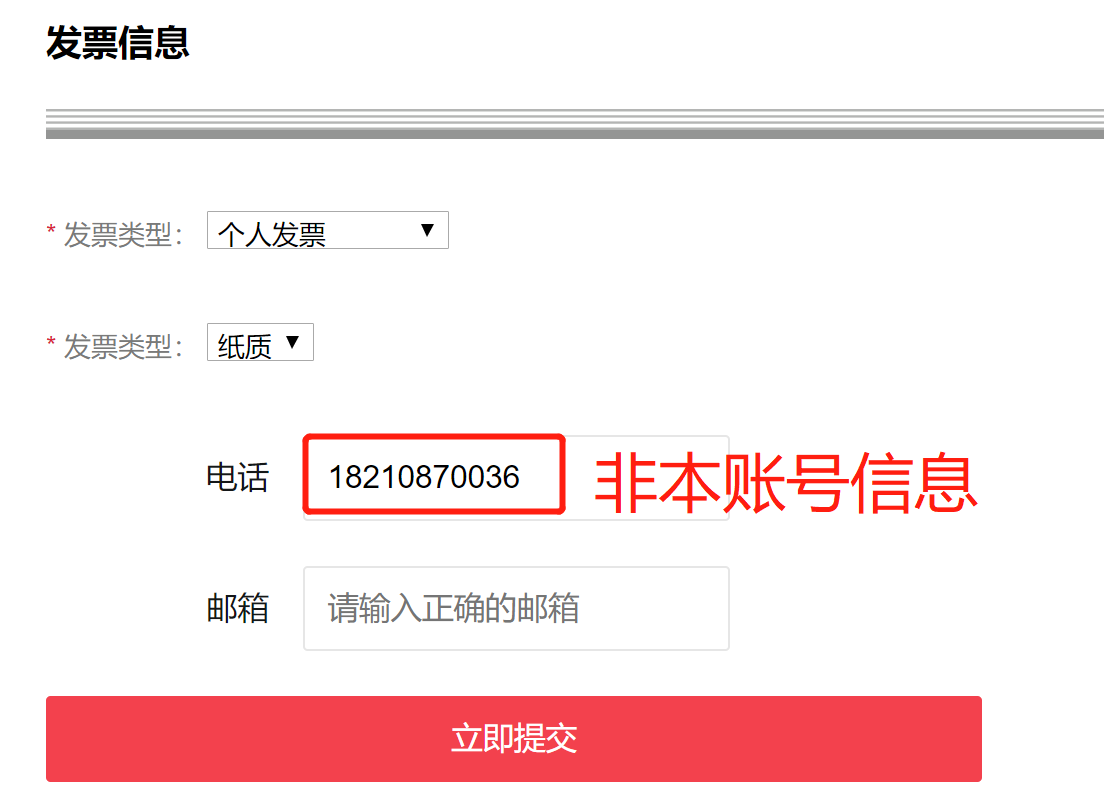 发票信息
* 发票类型： 个人发票 ▼
* 发票类型： 纸质 ▼
电话 18210870036 非本账号信息
邮箱 请输入正确的邮箱
立即提交